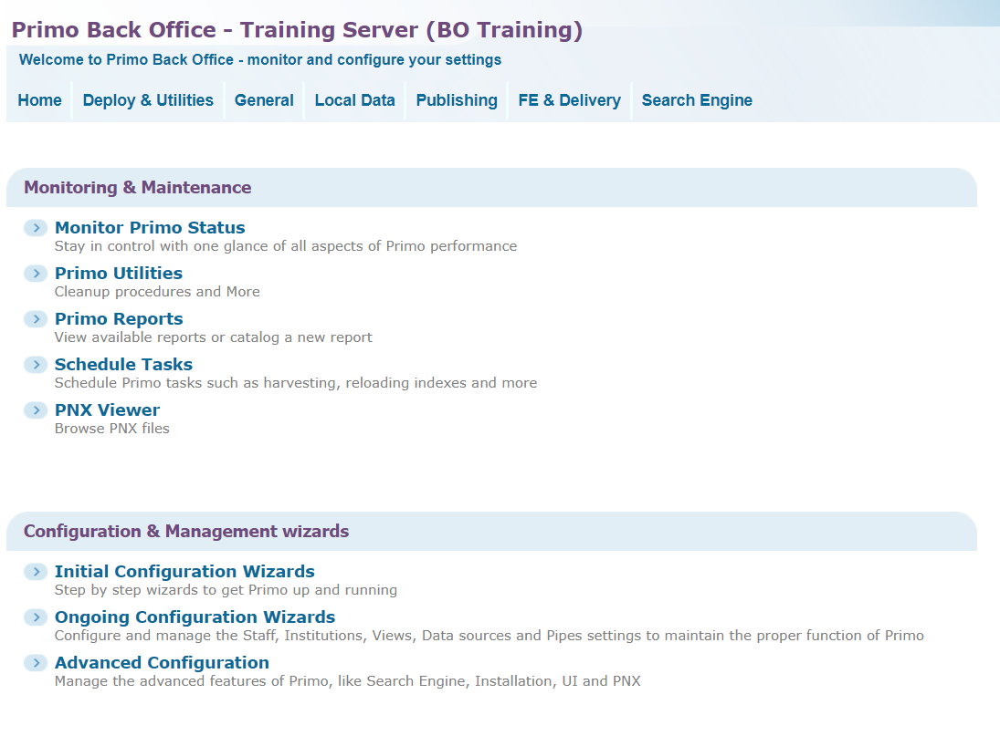 Primo Back Office - Training Server (BO Training)
Welcome to Primo Back Office - monitor and configure your settings
Home Deploy & Utilities General Local Data Publishing FE & Delivery Search Engine
Monitoring & Maintenance
Monitor Primo Status
Stay in control with one glance of all aspects of Primo performance
Primo Utilities
Cleanup procedures and More
Primo Reports
View available reports or catalog a new report
Schedule Tasks
Schedule Primo tasks such as harvesting, reloading indexes and more
PNX Viewer
Browse PNX files
Configuration & Management wizards
Initial Configuration Wizards
Step by step wizards to get Primo up and running
Ongoing Configuration Wizards
Configure and manage the Staff, Institutions, Views, Data sources and Pipes settings to maintain the proper function of Primo
Advanced Configuration
Manage the advanced features of Primo, like Search Engine, Installation, UI and PNX